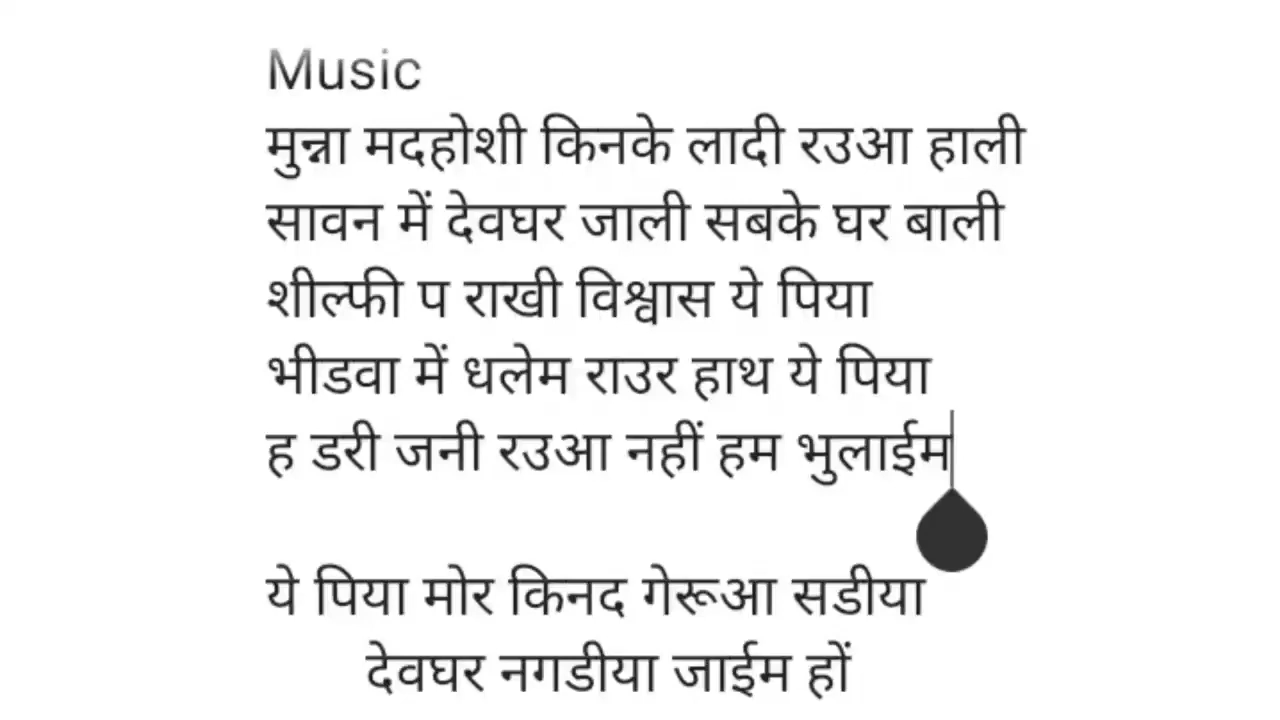 Music
मुन्ना मदहोशी किनके लादी रउआ हाली
सावन में देवघर जाली सबके घर बाली
शील्फी प राखी विश्वास ये पिया
भीडवा में धलेम राउर हाथ ये पिया
ह डरी जनी रउआ नहीं हम भुलाईम
ये पिया मोर किनद गेरूआ सडीया
देवघर नगडीया जाईम हों